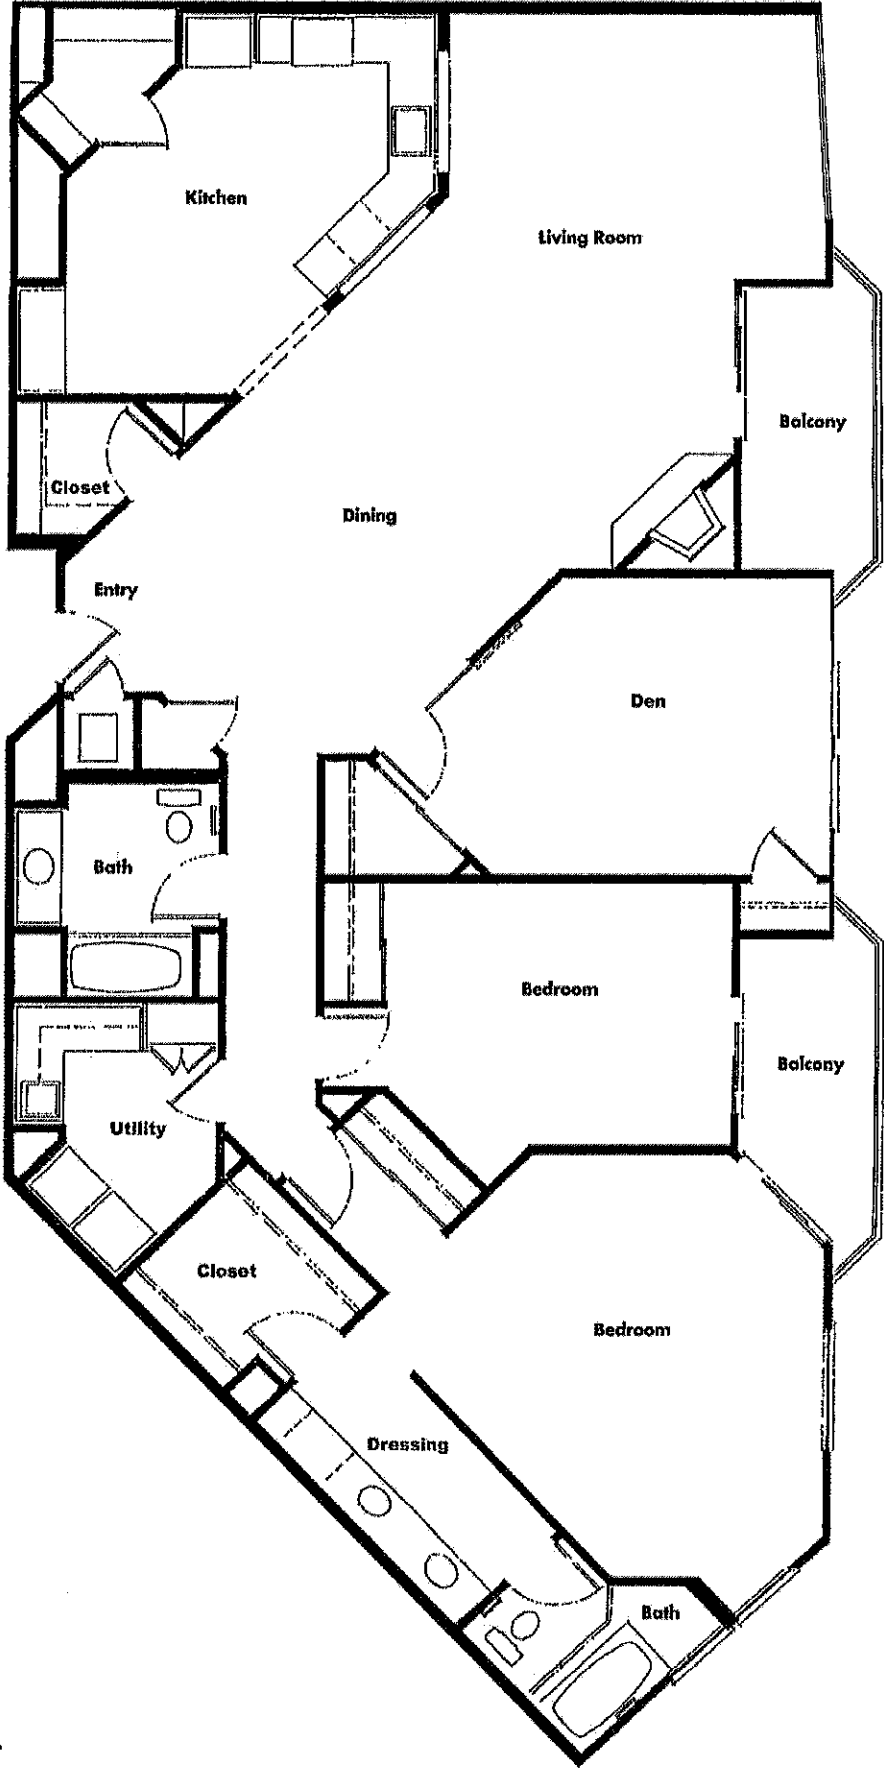 Kitchen
Living Room
Balcony
Closet
Dining
Entry
Den
Bath
Bedroom
Balcony
Utility
Closet
Bedroom
Dressing
Bath